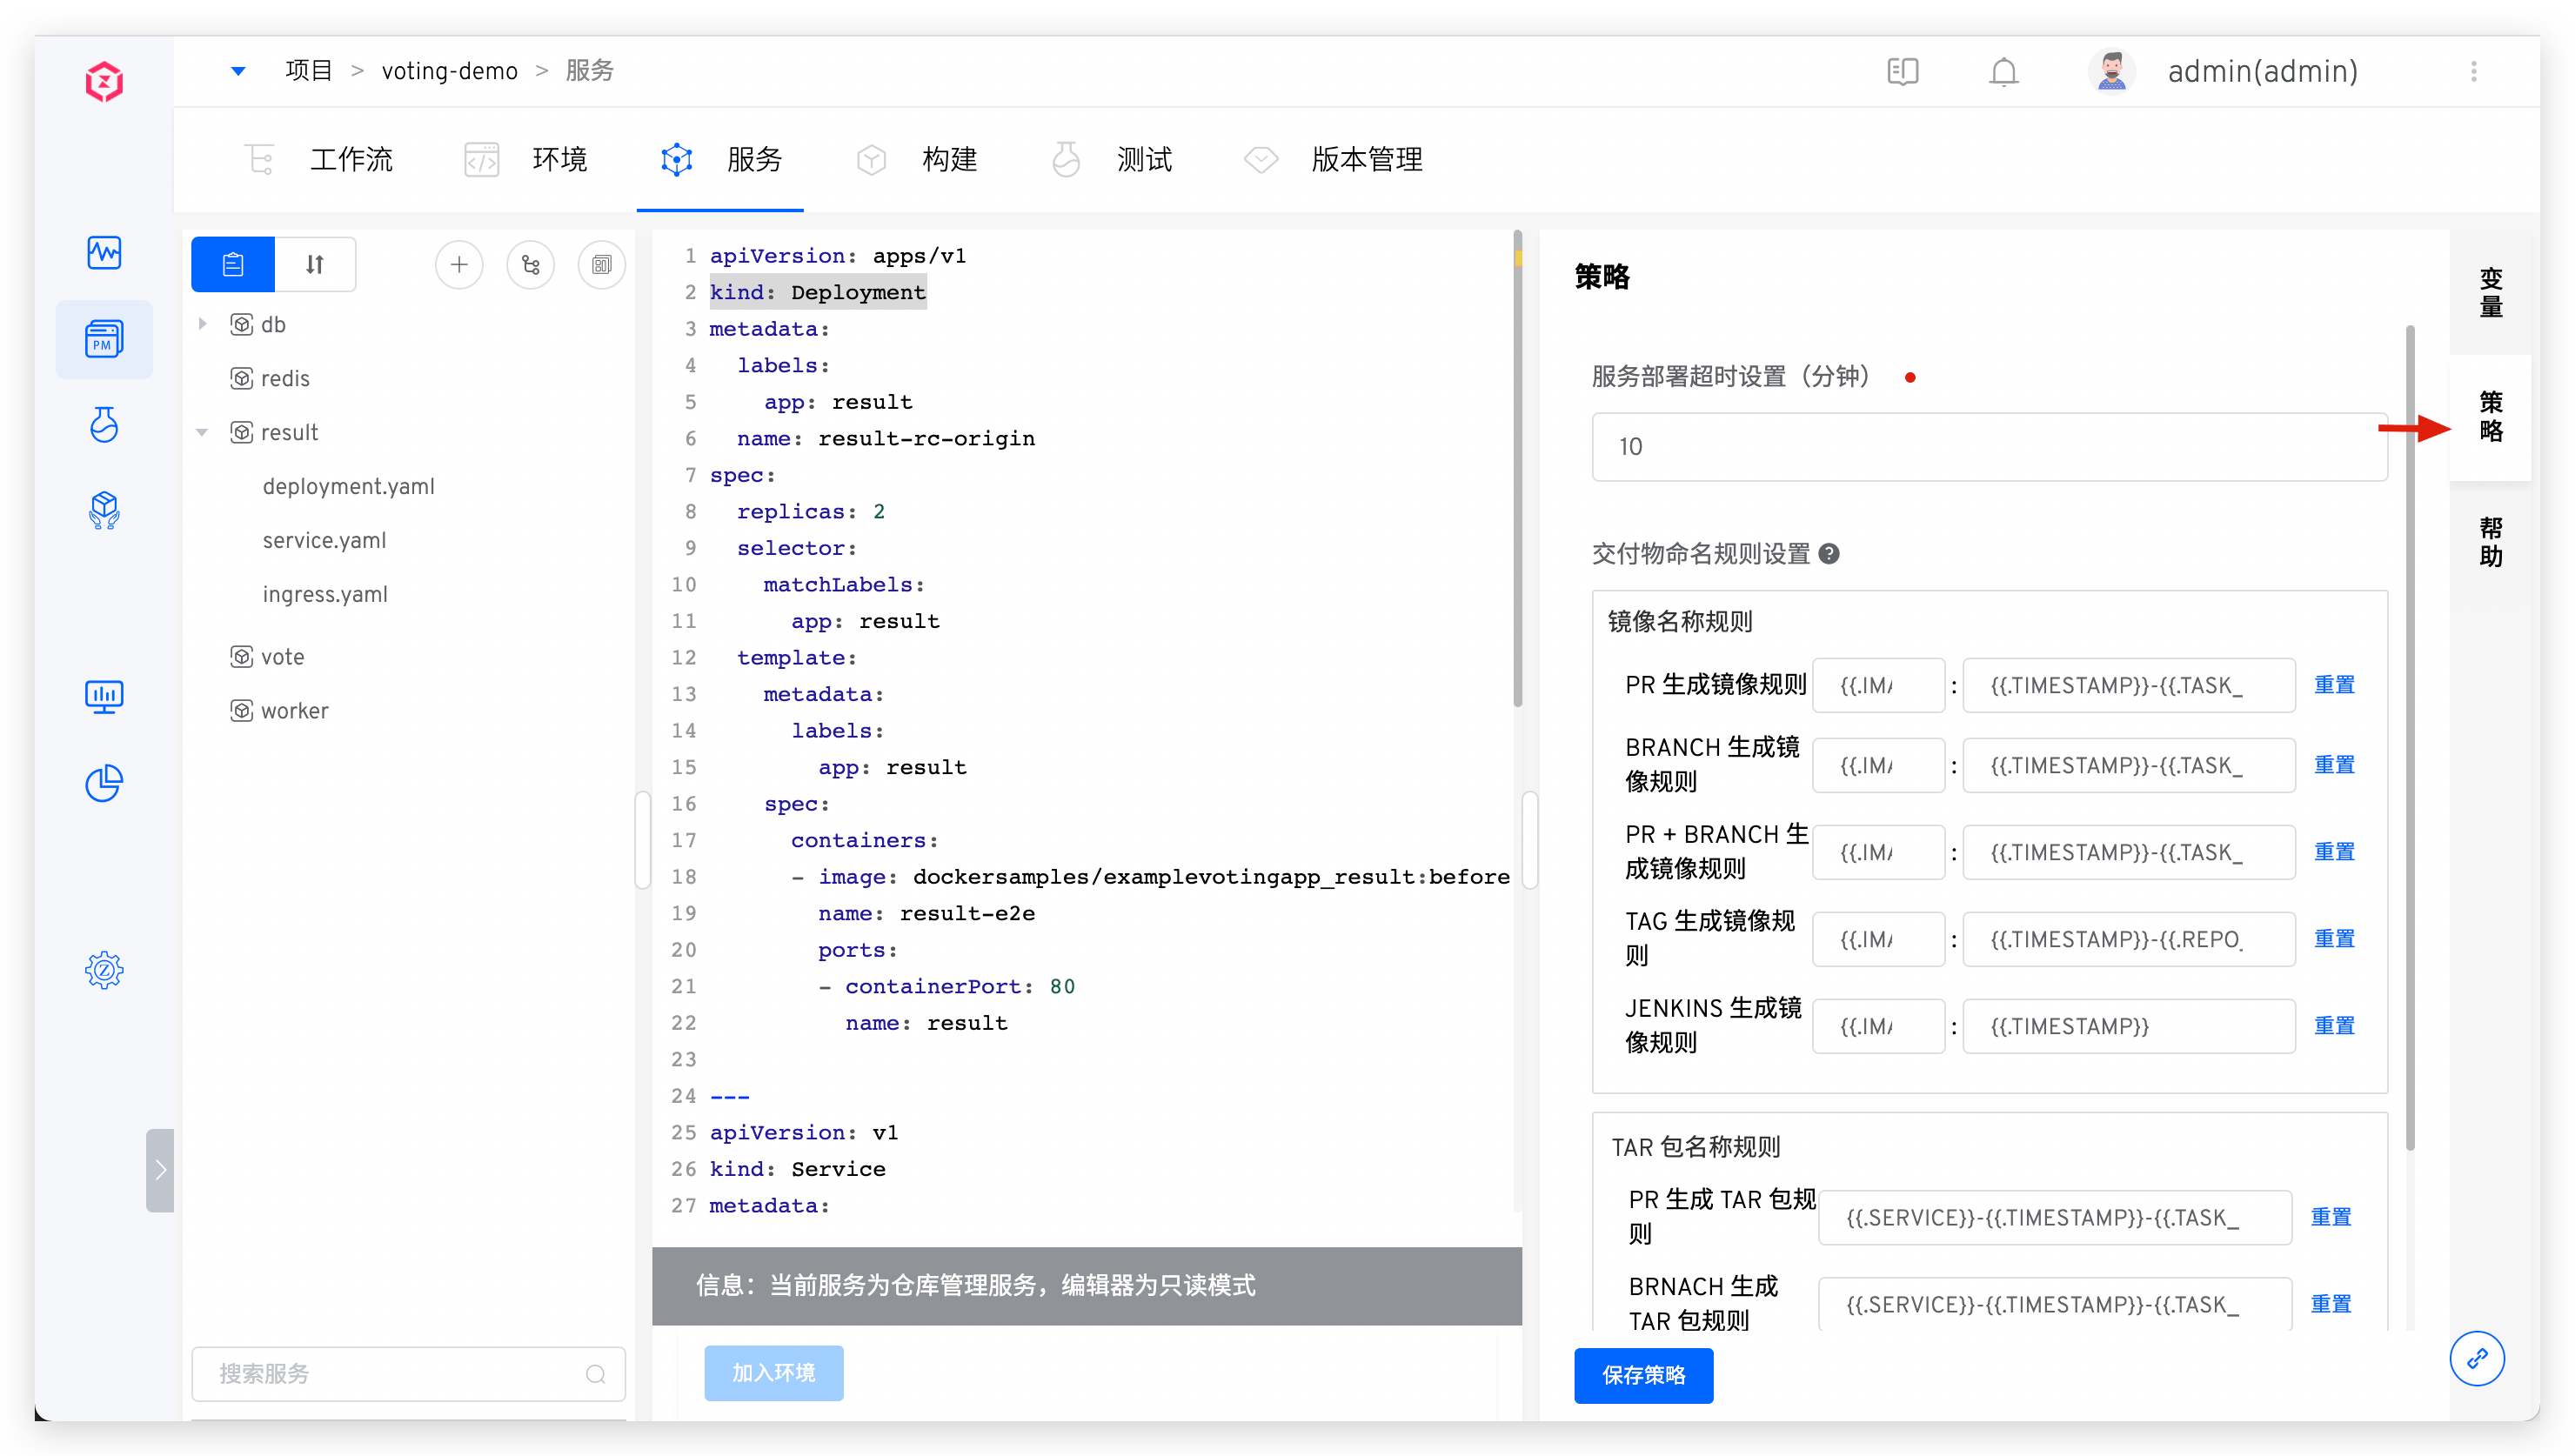 项目 > voting-demo > 服务
admin(admin)
工作流
环境
服务
构建
测试
版本管理
PM
db
redis
result
deployment.yaml
service.yaml
ingress.yaml
vote
worker
搜索服务
1 apiVersion: apps/v1
2 kind: Deployment
3 metadata:
4 labels:
5 app: result
6 name: result-rc-origin
7 spec:
8 replicas: 2
9 selector:
10 matchLabels:
11 app: result
12 template:
13 metadata:
14 labels:
15 app: result
16 spec:
17 containers:
18 - image: dockersamples/examplevotingapp_result:before
19 name: result-e2e
20 ports:
21 - containerPort: 80
22 name: result
23
24 ---
25 apiVersion: v1
26 kind: Service
27 metadata:
信息：当前服务为仓库管理服务，编辑器为只读模式
加入环境
策略
服务部署超时设置（分钟）
10
交付物命名规则设置 ?
镜像名称规则
PR 生成镜像规则 {{.IMA : {{.TIMESTAMP}}-{{.TASK_ 重置
BRANCH 生成镜
像规则
{{.IMA : {{.TIMESTAMP}}-{{.TASK_ 重置
PR + BRANCH 生
成镜像规则
{{.IMA : {{.TIMESTAMP}}-{{.TASK_ 重置
TAG 生成镜像规
则
{{.IMA : {{.TIMESTAMP}}-{{.REPO_ 重置
JENKINS 生成镜
像规则
{{.IMA : {{.TIMESTAMP}} 重置
TAR 包名称规则
PR 生成 TAR 包规
则
{{.SERVICE}}-{{.TIMESTAMP}}-{{.TASK_ 重置
BRNACH 生成
TAR 包规则
{{.SERVICE}}-{{.TIMESTAMP}}-{{.TASK_ 重置
保存策略
变量
策略
帮助